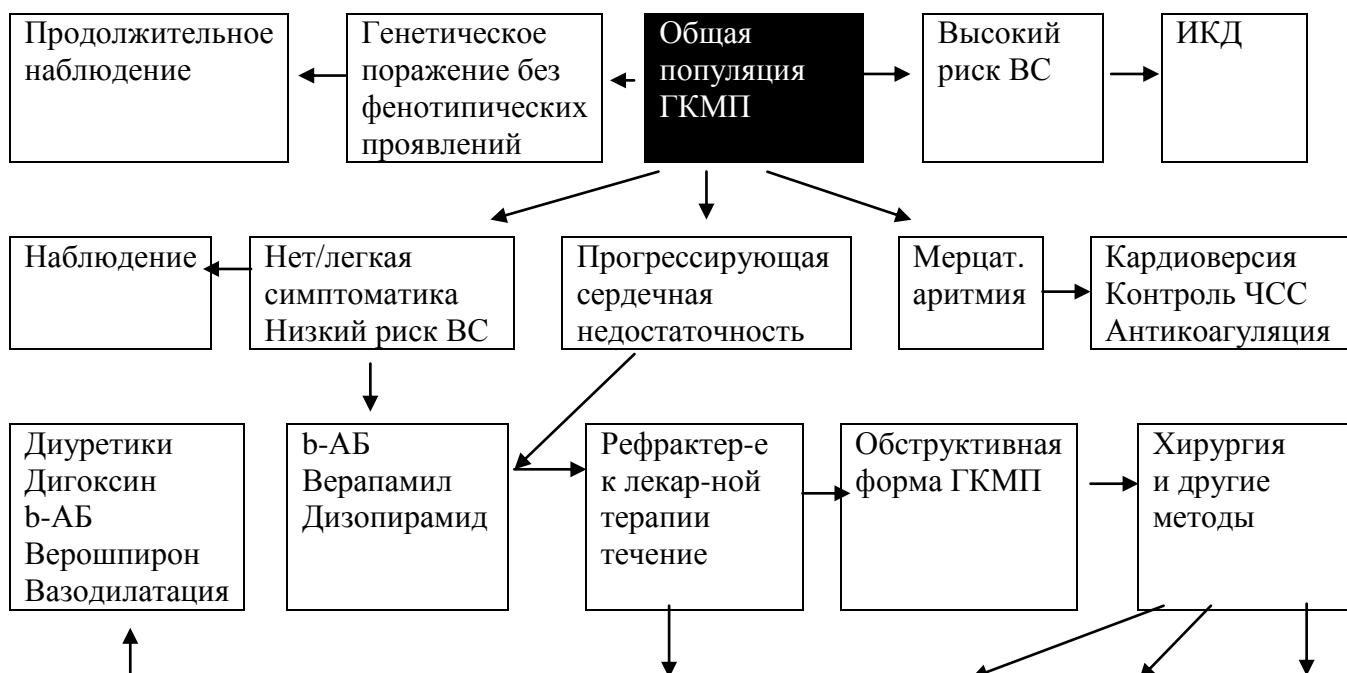 Продолжительное
наблюдение
Генетическое
поражение без
фенотипических
проявлений
Общая
популяция
ГКМП
Высокий
риск ВС
ИКД
Наблюдение
Нет/легкая
симптоматика
Низкий риск ВС
Прогрессирующая
сердечная
недостаточность
Мерцат.
аритмия
Кардиоверсия
Контроль ЧСС
Антикоагуляция
Диуретики
Дигоксин
b-АБ
Верошпирон
Вазодилатация
b-АБ
Верапамил
Дизопирамид
Рефрактер-е
к лекар-ной
терапии
течение
Обструктивная
форма ГКМП
Хирургия
и другие
методы